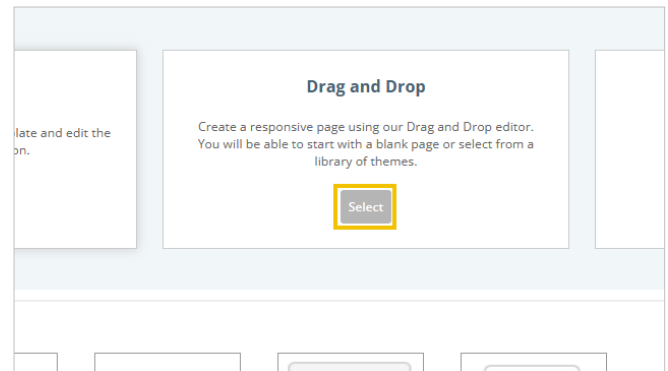 Drag and Drop
late and edit the
on.
Create a responsive page using our Drag and Drop editor.
You will be able to start with a blank page or select from a
library of themes.
Select